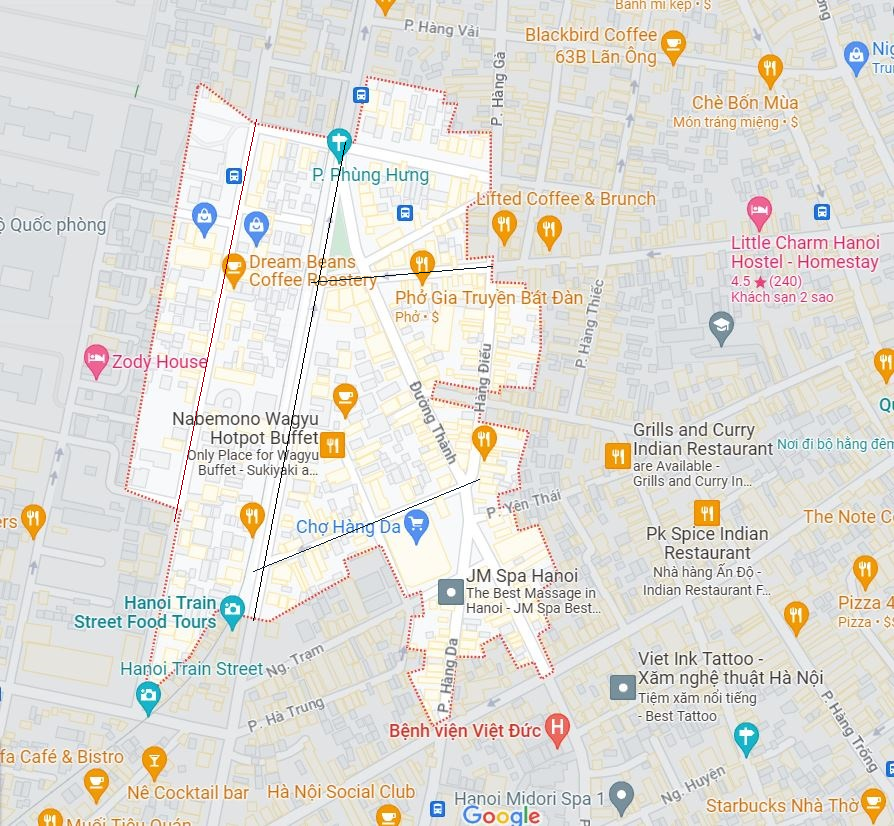 Bánh mì kẹp • $
P. Hàng Vải
Blackbird Coffee
63B Lãn Ông
P. Hàng Gà
Chè Bốn Mùa
Món tráng miệng • $
P. Phùng Hưng
Lifted Coffee & Brunch
ộ Quốc phòng
Little Charm Hanoi
Hostel - Homestay
4.5 ★ (240)
Khách sạn 2 sao
Dream Beans
Coffee Roastery
Phở Gia Truyền Bát Đàn
Phở • $
P. Hàng Thiếc
Zody House
Hàng Điếu
Đường Thành
Nabemono Wagyu
Hotpot Buffet
Only Place for Wagyu
Buffet - Sukiyaki a...
Grills and Curry
Indian Restaurant
are Available -
Grills and Curry In...
Nơi đi bộ hằng đêm
P. Yên Thái
Chợ Hàng Da
ers
Pk Spice Indian
Restaurant
Nhà hàng Ấn Độ -
Indian Restaurant F...
The Note Co
JM Spa Hanoi
The Best Massage in
Hanoi - JM Spa Best...
Pizza 4
Pizza • $$
Hanoi Train
Street Food Tours
Hanoi Train Street
Ng. Trạm
P. Hà Trung
P. Hàng Da
Viet Ink Tattoo -
Xăm nghệ thuật Hà Nội
Tiệm xăm nổi tiếng
- Best Tattoo
P. Hàng Trống
Bệnh viện Việt Đức
fa Café & Bistro
Nê Cocktail bar
Hà Nội Social Club
Hanoi Midori Spa 1
Ng. Huyện
Starbucks Nhà Thờ
Muối Tiêu Quán
Google